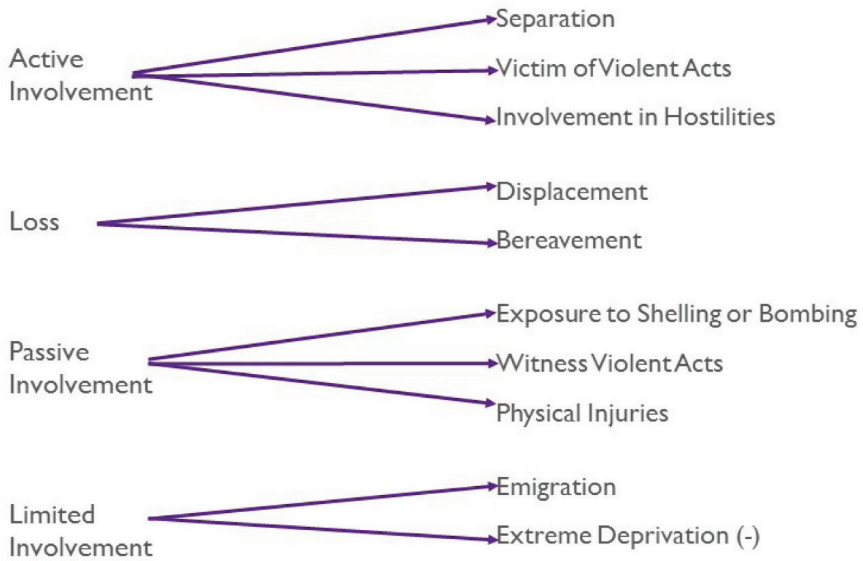 Active
Involvement
Separation
Victim of Violent Acts
Involvement in Hostilities
Loss
Displacement
Bereavement
Passive
Involvement
Exposure to Shelling or Bombing
Witness Violent Acts
Physical Injuries
Limited
Involvement
Emigration
Extreme Deprivation (-)